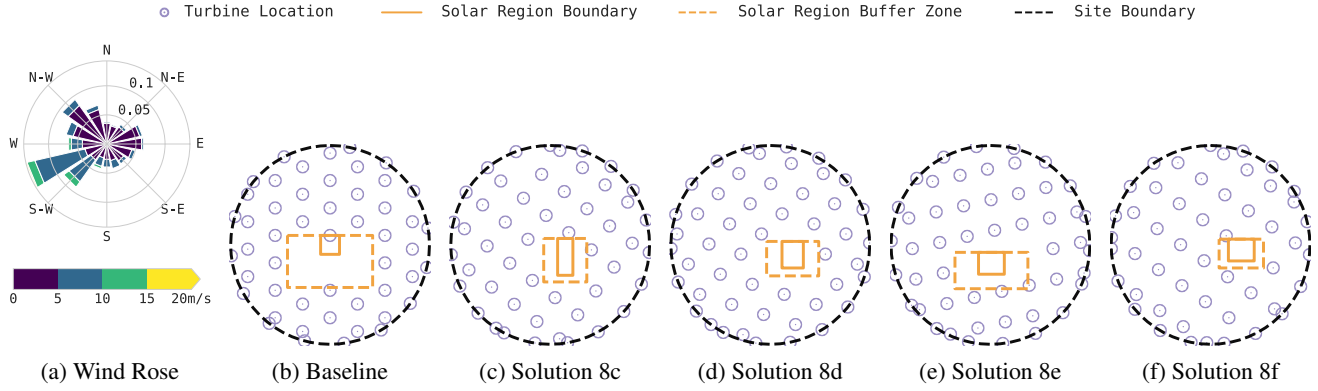 Turbine Location
Solar Region Boundary
Solar Region Buffer Zone
Site Boundary
N
N-W
N-E
0.1
0.05
W
E
S-W
S-E
S
0 5 10 15 20m/s
(a) Wind Rose
(b) Baseline
(c) Solution 8c
(d) Solution 8d
(e) Solution 8e
(f) Solution 8f